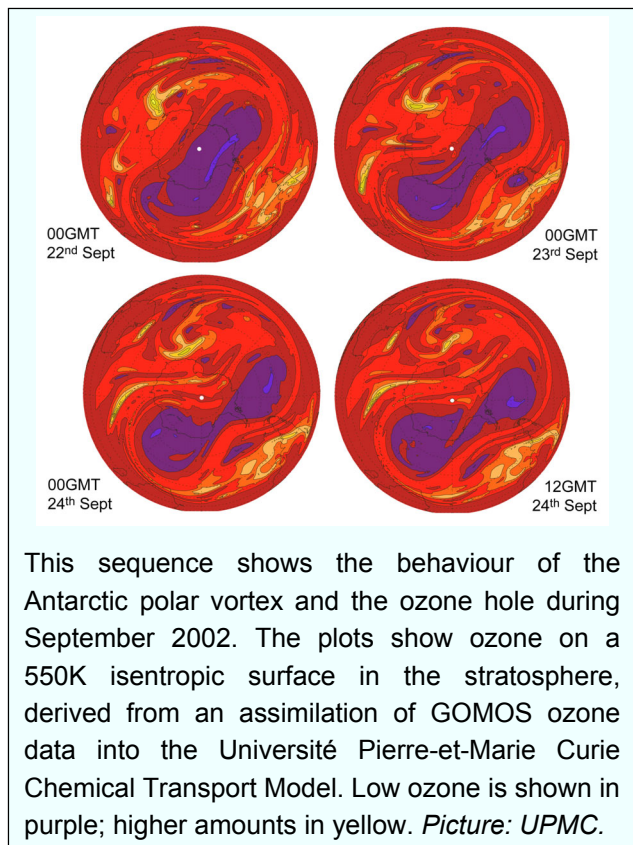 00GMT
22nd Sept
00GMT
23rd Sept
00GMT
24th Sept
12GMT
24th Sept
This sequence shows the behaviour of the
Antarctic polar vortex and the ozone hole during
September 2002. The plots show ozone on a
550K isentropic surface in the stratosphere,
derived from an assimilation of GOMOS ozone
data into the Université Pierre-et-Marie Curie
Chemical Transport Model. Low ozone is shown in
purple; higher amounts in yellow. Picture: UPMC.